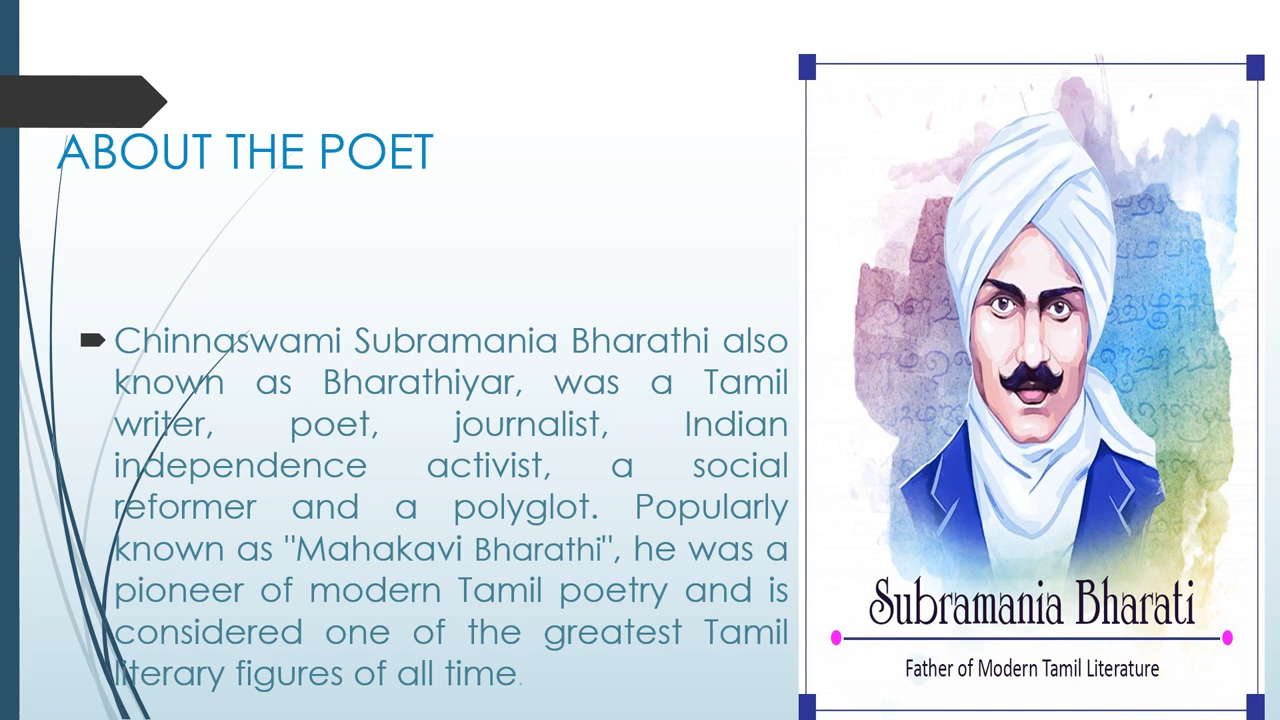 ABOUT THE POET
Chinnaswami Subramania Bharathi also
known as Bharathiyar, was a Tamil
writer, poet, journalist, Indian
independence activist, a social
reformer and a polyglot. Popularly
known as "Mahakavi Bharathi", he was a
pioneer of modern Tamil poetry and is
considered one of the greatest Tamil
literary figures of all time.
Subramania Bharati
Father of Modern Tamil Literature